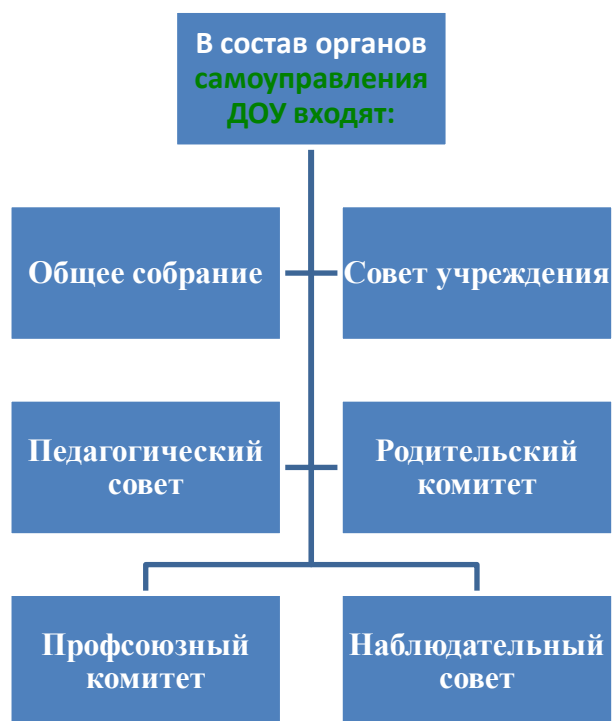 В состав органов
самоуправления
ДОУ входят:
Общее собрание
Совет учреждения
Педагогический
совет
Родительский
комитет
Профсоюзный
комитет
Наблюдательный
совет